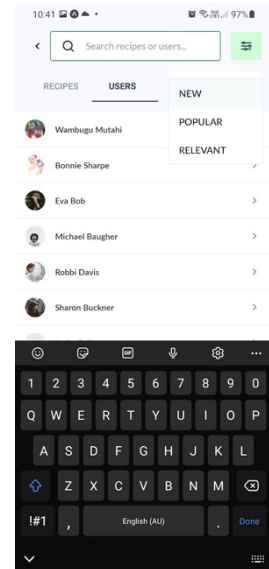 10:41 97%
Search recipes or users...
RECIPES USERS
NEW
POPULAR
RELEVANT
Wambugu Mutahi
Bonnie Sharpe
Eva Bob
Michael Baugher
Robbi Davis
Sharon Buckner
GIF
1 2 3 4 5 6 7 8 9 0
Q W E R T Y U I O P
A S D F G H J K L
Z X C V B N M
!#1 , English (AU) . Done